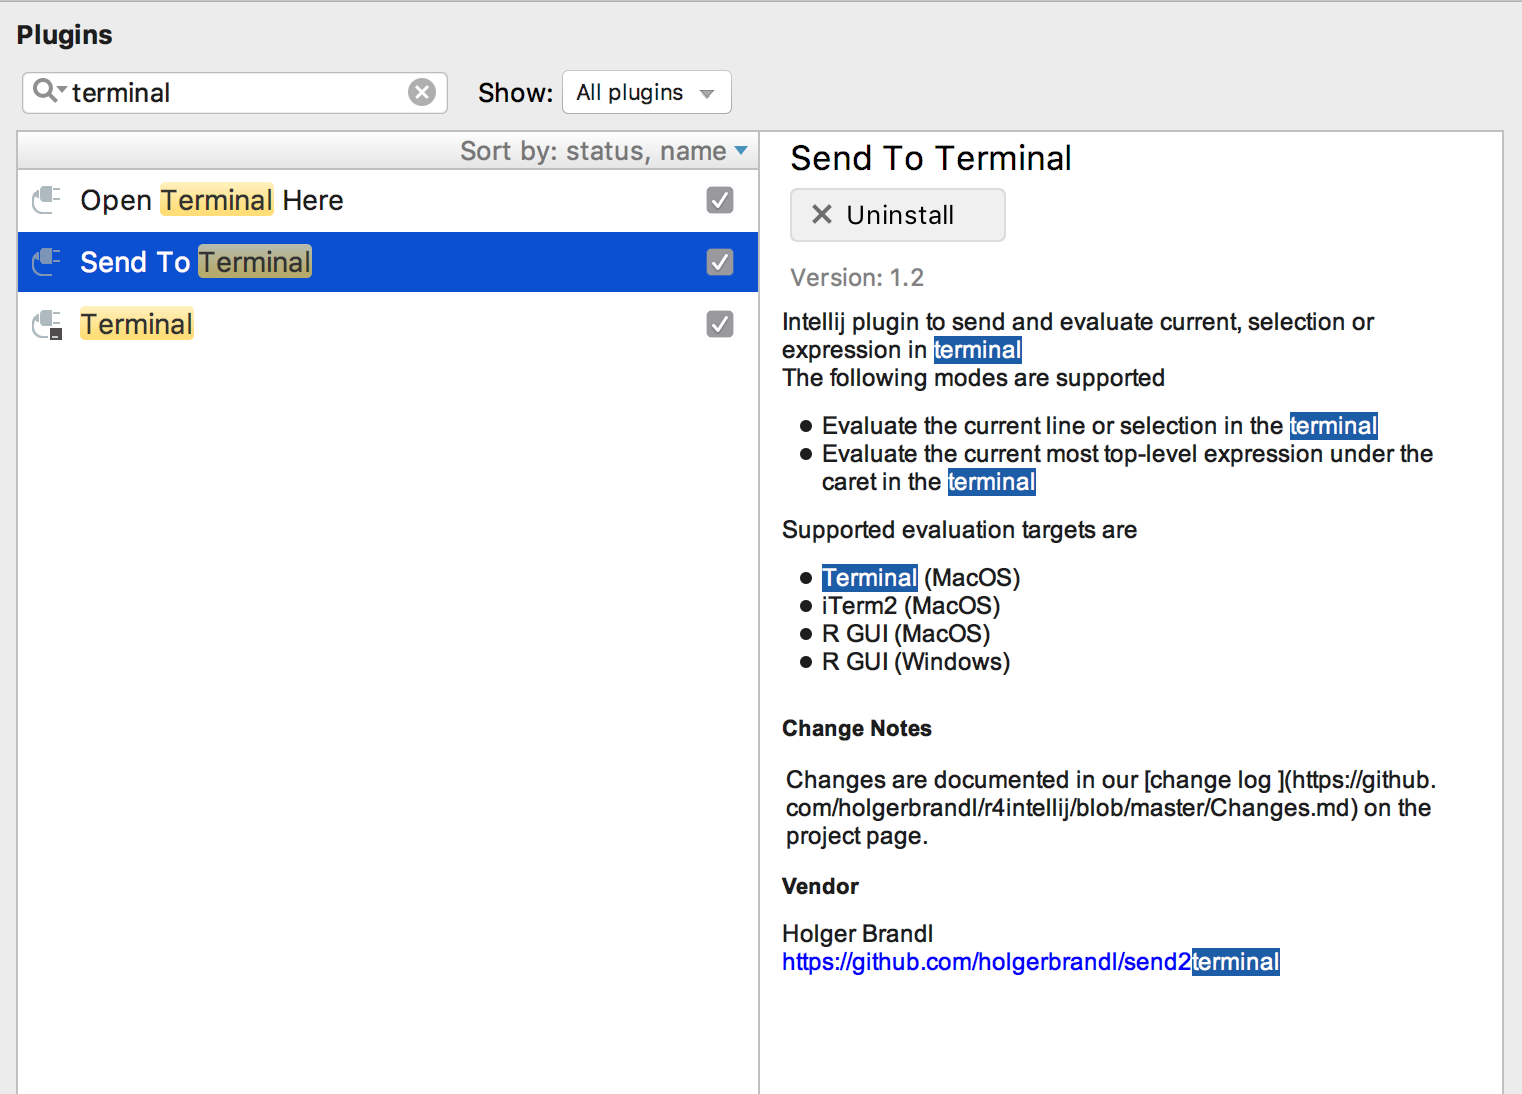 Plugins
terminal
Show: All plugins
Sort by: status, name
Open Terminal Here
Send To Terminal
Terminal
Send To Terminal
Uninstall
Version: 1.2
Intellij plugin to send and evaluate current, selection or
expression in terminal
The following modes are supported
Evaluate the current line or selection in the terminal
Evaluate the current most top-level expression under the
caret in the terminal
Supported evaluation targets are
Terminal (MacOS)
iTerm2 (MacOS)
R GUI (MacOS)
R GUI (Windows)
Change Notes
Changes are documented in our [change log ](https://github.
com/holgerbrandl/r4intellij/blob/master/Changes.md) on the
project page.
Vendor
Holger Brandl
https://github.com/holgerbrandl/send2terminal